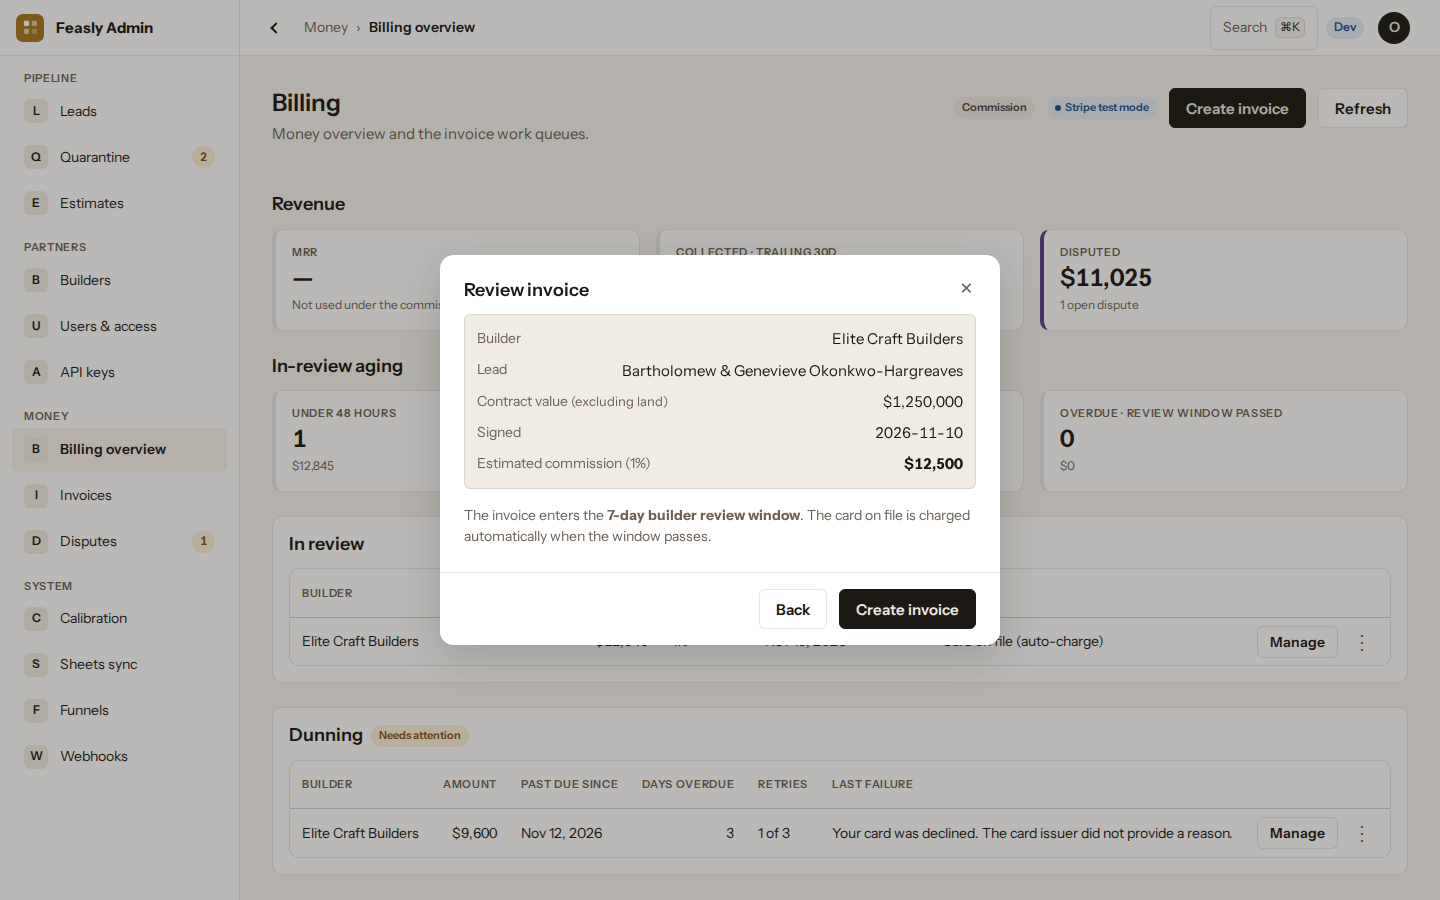 Feasly Admin
Money › Billing overview
Search ⌘K
Dev
O
PIPELINE
L Leads
Q Quarantine 2
E Estimates
PARTNERS
B Builders
U Users & access
A API keys
MONEY
B Billing overview
I Invoices
D Disputes 1
SYSTEM
C Calibration
S Sheets sync
F Funnels
W Webhooks
Billing
Money overview and the invoice work queues.
Commission
Stripe test mode
Create invoice
Refresh
Revenue
MRR
—
Not used under the commis
COLLECTED · TRAILING 30D
DISPUTED
$11,025
1 open dispute
In-review aging
UNDER 48 HOURS
1
$12,845
OVERDUE · REVIEW WINDOW PASSED
0
$0
Review invoice
Builder Elite Craft Builders
Lead Bartholomew & Genevieve Okonkwo-Hargreaves
Contract value (excluding land) $1,250,000
Signed 2026-11-10
Estimated commission (1%) $12,500
The invoice enters the 7-day builder review window. The card on file is charged
automatically when the window passes.
Back
Create invoice
In review
BUILDER
Elite Craft Builders file (auto-charge) Manage
Dunning Needs attention
BUILDER AMOUNT PAST DUE SINCE DAYS OVERDUE RETRIES LAST FAILURE
Elite Craft Builders $9,600 Nov 12, 2026 3 1 of 3 Your card was declined. The card issuer did not provide a reason. Manage